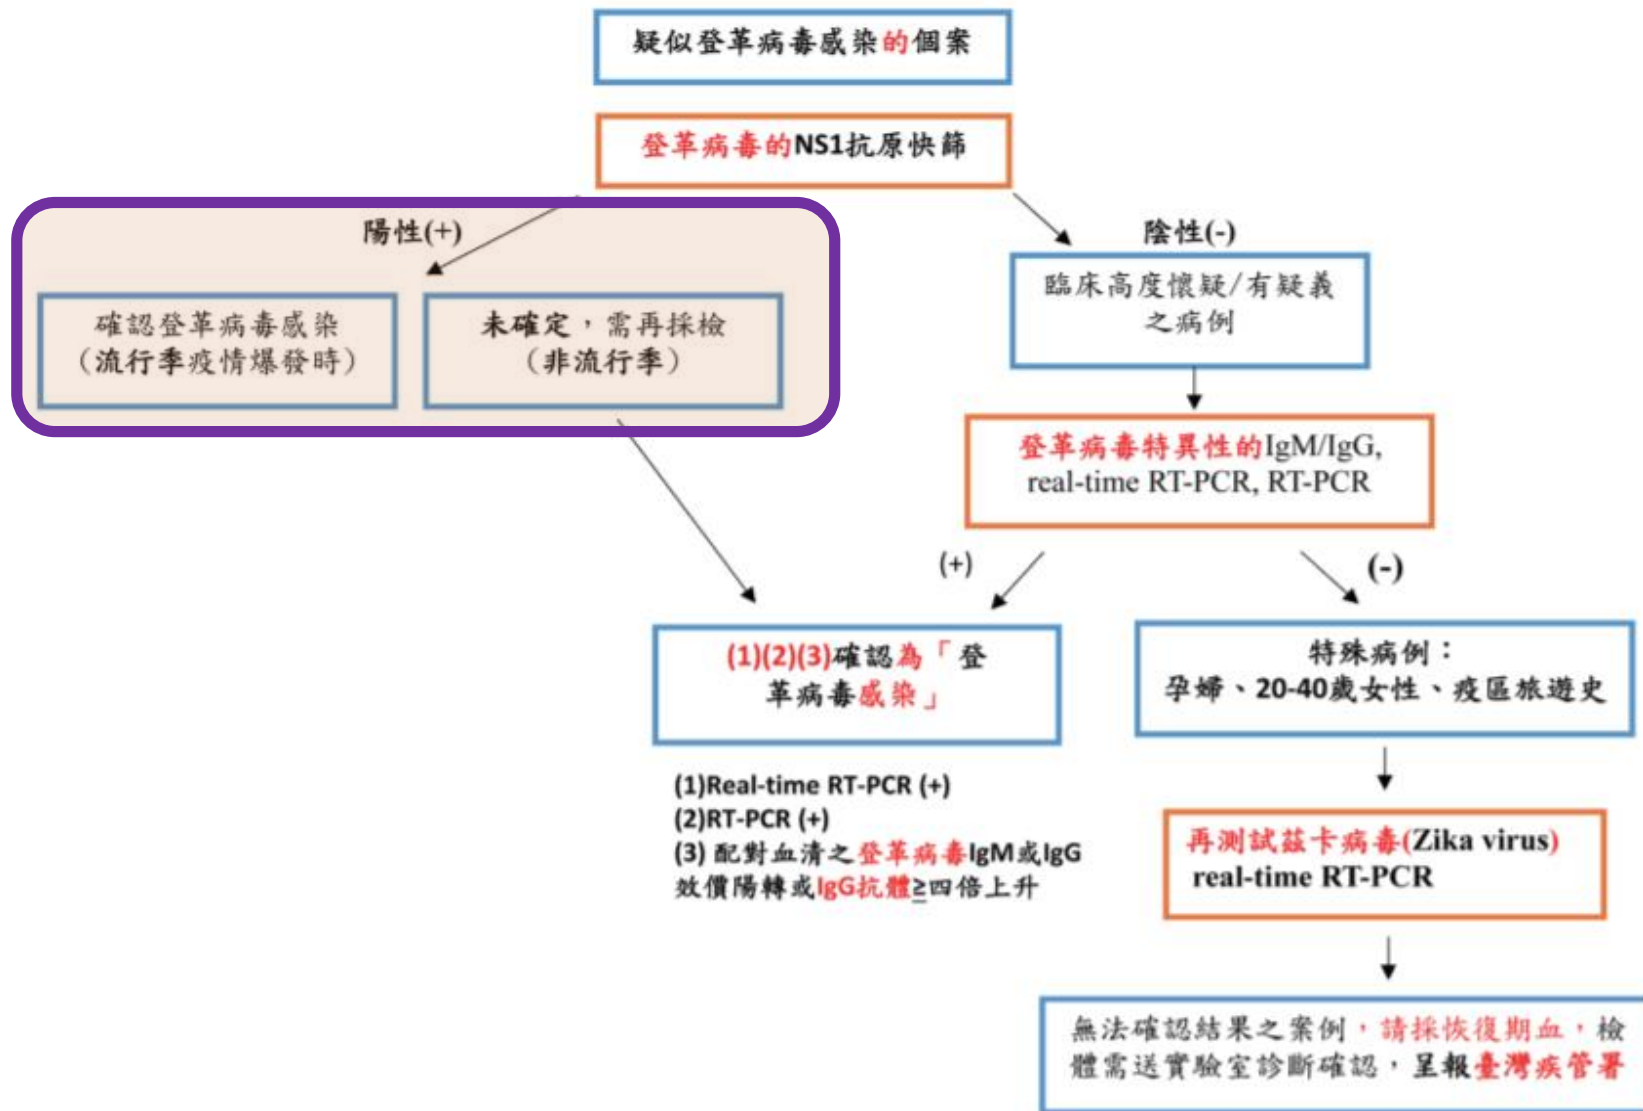 疑似登革病毒感染的個案
登革病毒的NS1抗原快篩
陽性(+)
陰性(-)
確認登革病毒感染
（流行季疫情爆發時）
未確定，需再採檢
（非流行季）
臨床高度懷疑/有疑義
之病例
登革病毒特異性的IgM/IgG,
real-time RT-PCR, RT-PCR
(+)
(-)
(1)(2)(3)確認為「登
革病毒感染」
特殊病例：
孕婦、20-40歲女性、疫區旅遊史
(1)Real-time RT-PCR (+)
(2)RT-PCR (+)
(3) 配對血清之登革病毒IgM或IgG
效價陽轉或IgG抗體≧四倍上升
再測試茲卡病毒(Zika virus)
real-time RT-PCR
無法確認結果之案例，請採恢復期血，檢
體需送實驗室診斷確認，呈報臺灣疾管署